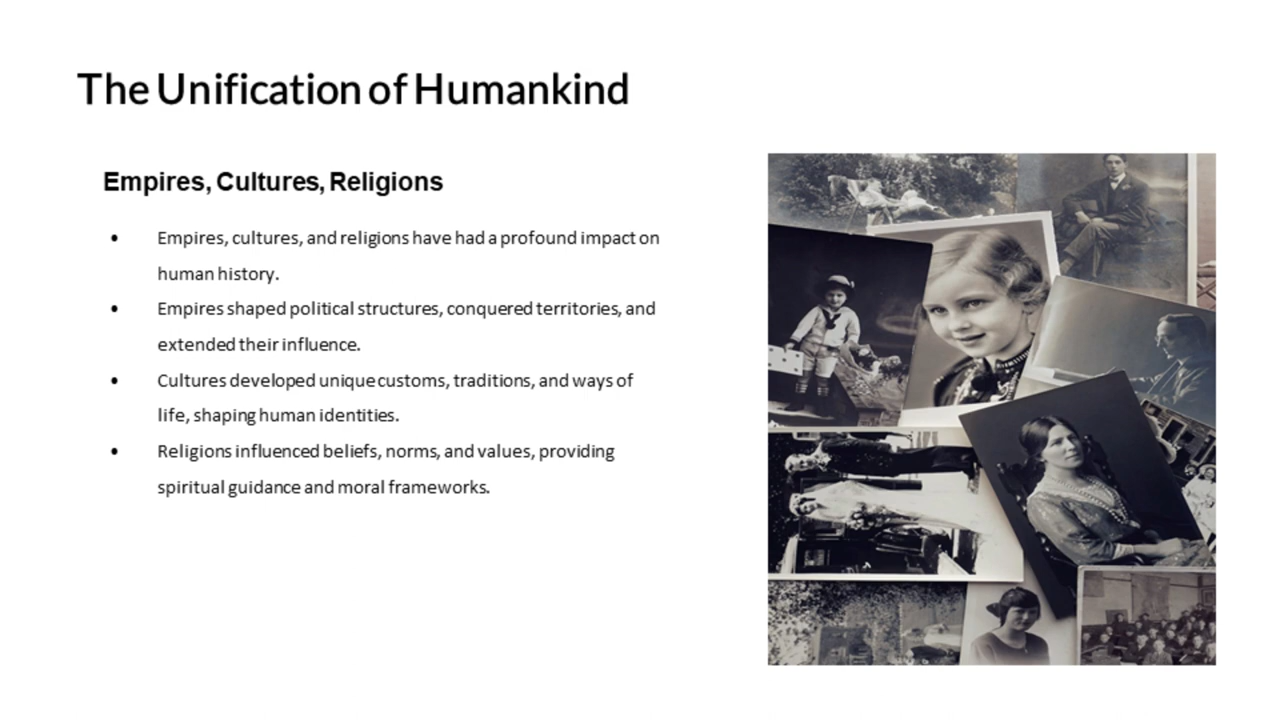 The Unification of Humankind
Empires, Cultures, Religions
• Empires, cultures, and religions have had a profound impact on
human history.
• Empires shaped political structures, conquered territories, and
extended their influence.
• Cultures developed unique customs, traditions, and ways of
life, shaping human identities.
• Religions influenced beliefs, norms, and values, providing
spiritual guidance and moral frameworks.